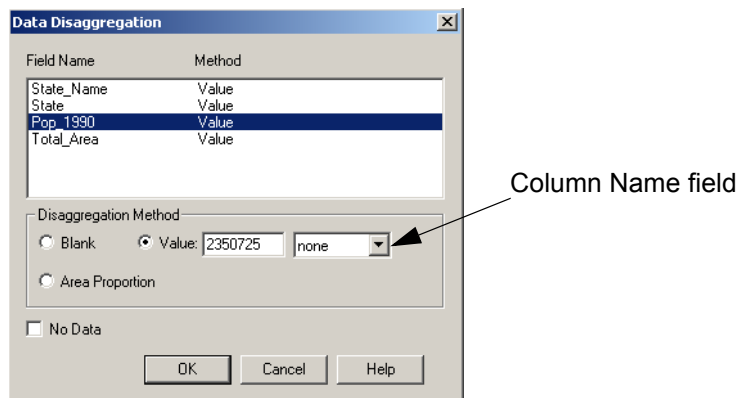 Data Disaggregation
Field Name Method
State_Name Value
State Value
Pop_1990 Value
Total_Area Value
Column Name field
Disaggregation Method
Blank Value: 2350725 none
Area Proportion
No Data
OK Cancel Help